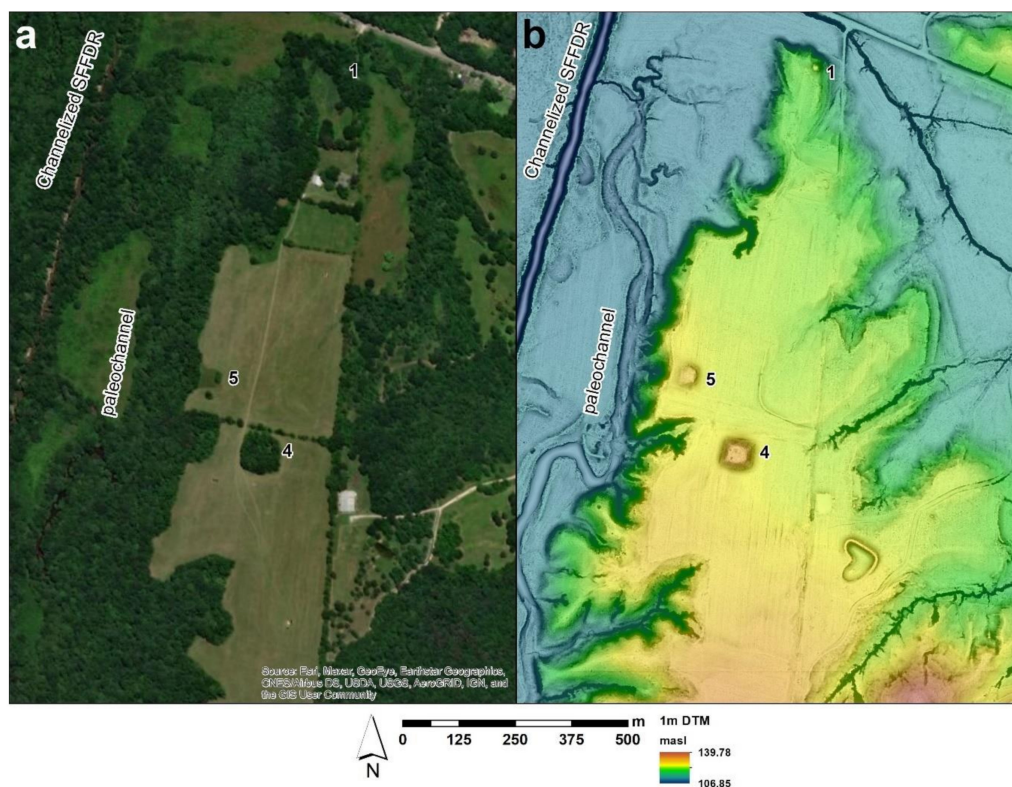 a
Channelized SFFDR
1
paleochannel
5
4
Source: Esri, Maxar, GeoEye, Earthstar Geographics,
CNES/Airbus DS, USDA, USGS, AeroGRID, IGN, and
the GIS User Community
b
Channelized SFFDR
1
paleochannel
5
4
N
0 125 250 375 500 m
1m DTM
masl
139.78
106.85